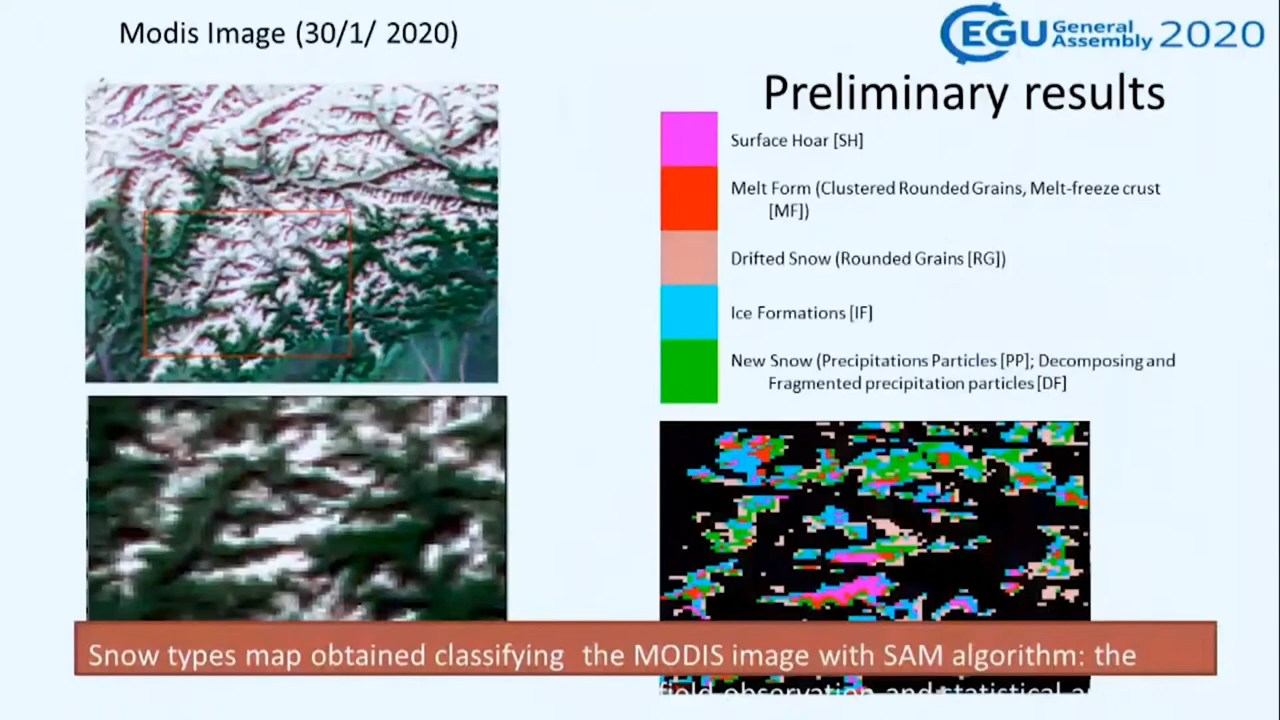 Modis Image (30/1/ 2020)
EGU General
Assembly 2020
Preliminary results
Surface Hoar [SH]
Melt Form (Clustered Rounded Grains, Melt-freeze crust
[MF])
Drifted Snow (Rounded Grains [RG])
Ice Formations [IF]
New Snow (Precipitations Particles [PP]; Decomposing and
Fragmented precipitation particles [DF]
Snow types map obtained classifying the MODIS image with SAM algorithm: the
field observation and statistical